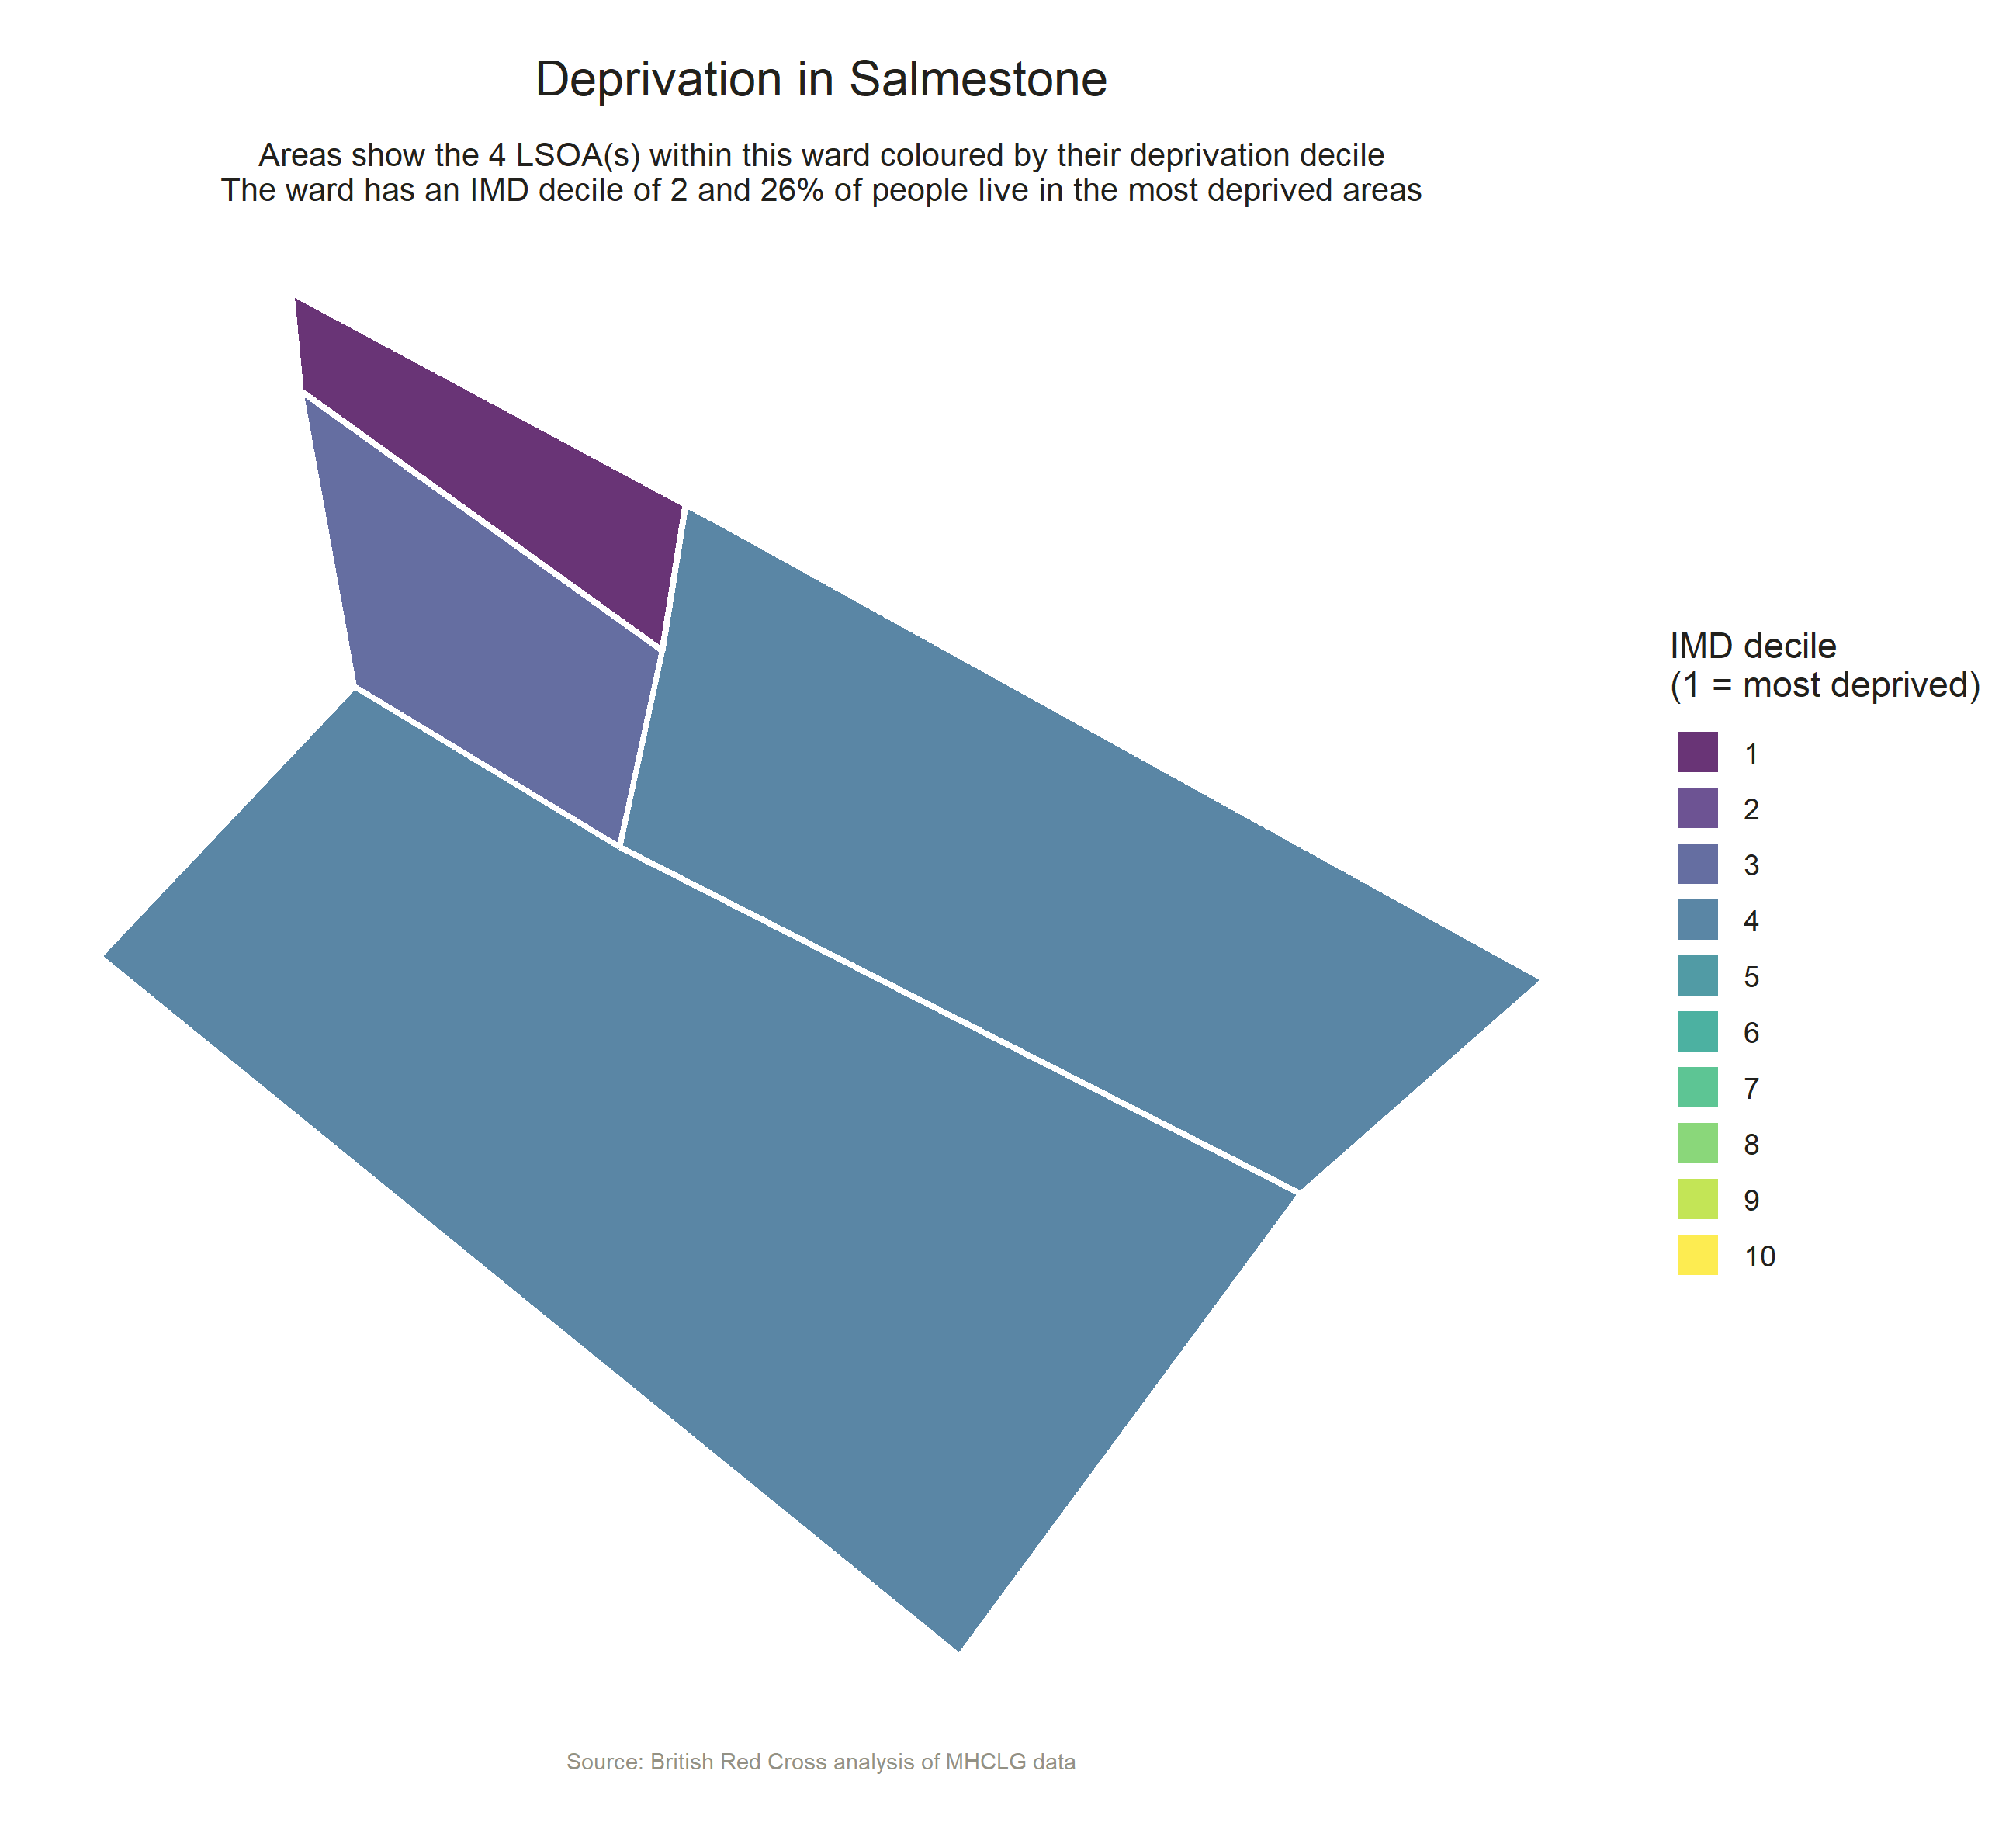 Deprivation in Salmestone
Areas show the 4 LSOA(s) within this ward coloured by their deprivation decile
The ward has an IMD decile of 2 and 26% of people live in the most deprived areas
IMD decile
(1 = most deprived)
1
2
3
4
5
6
7
8
9
10
Source: British Red Cross analysis of MHCLG data